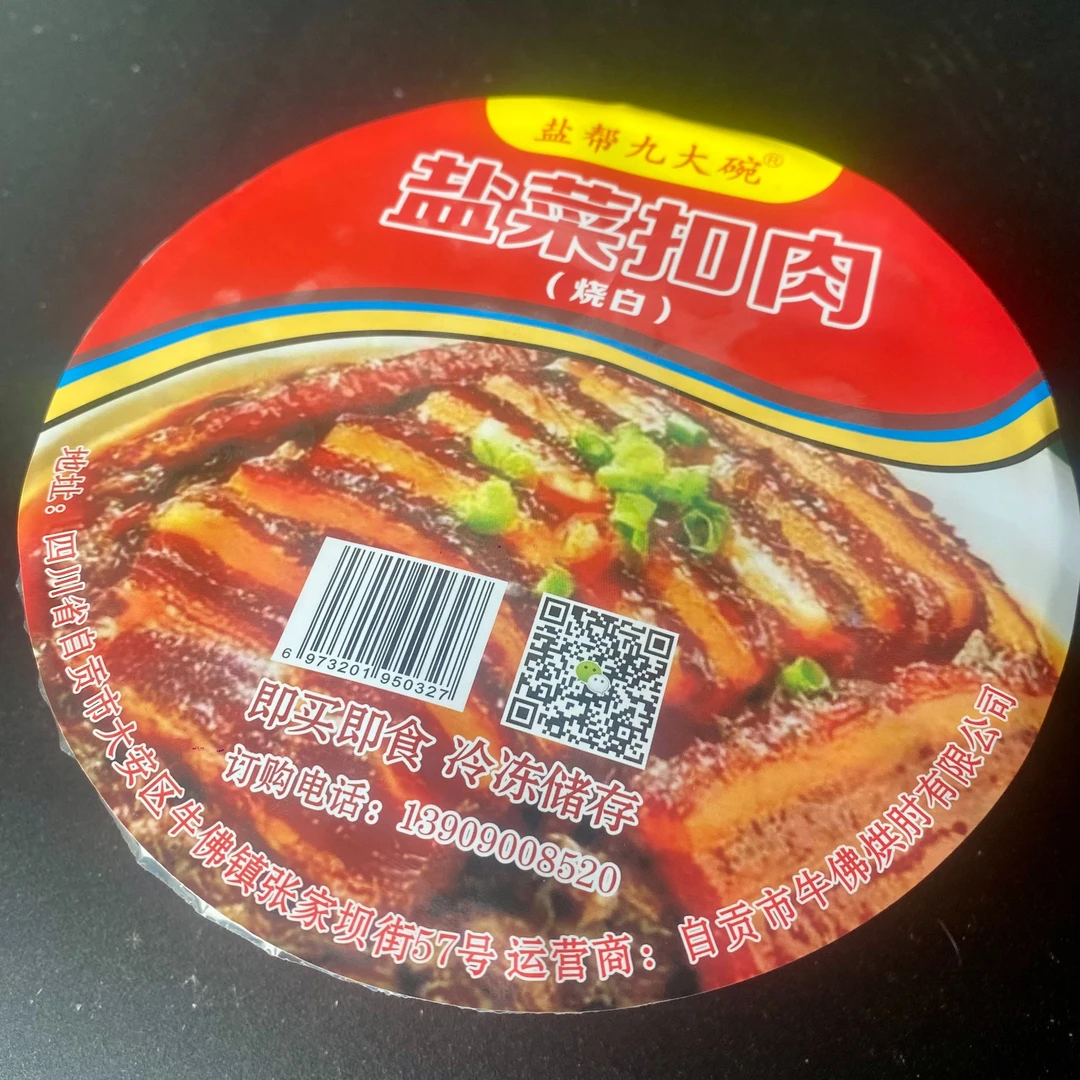 盐帮九大碗®
盐菜扣肉
(烧白)
6 973201 950327
即买即食 冷冻储存
订购电话：13909008520
地址：四川省自贡市大安区牛佛镇张家坝街57号 运营商：自贡市牛佛烘肘有限公司